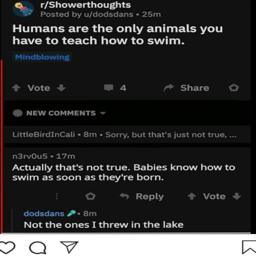 r/Showerthoughts
Posted by u/dodsdans • 25m
Humans are the only animals you
have to teach how to swim.
Mindblowing
Vote
4
Share
NEW COMMENTS
LittleBirdInCali • 8m • Sorry, but that's just not true, ...
n3rv0u5 • 17m
Actually that's not true. Babies know how to
swim as soon as they're born.
Reply
Vote
dodsdans • 8m
Not the ones I threw in the lake